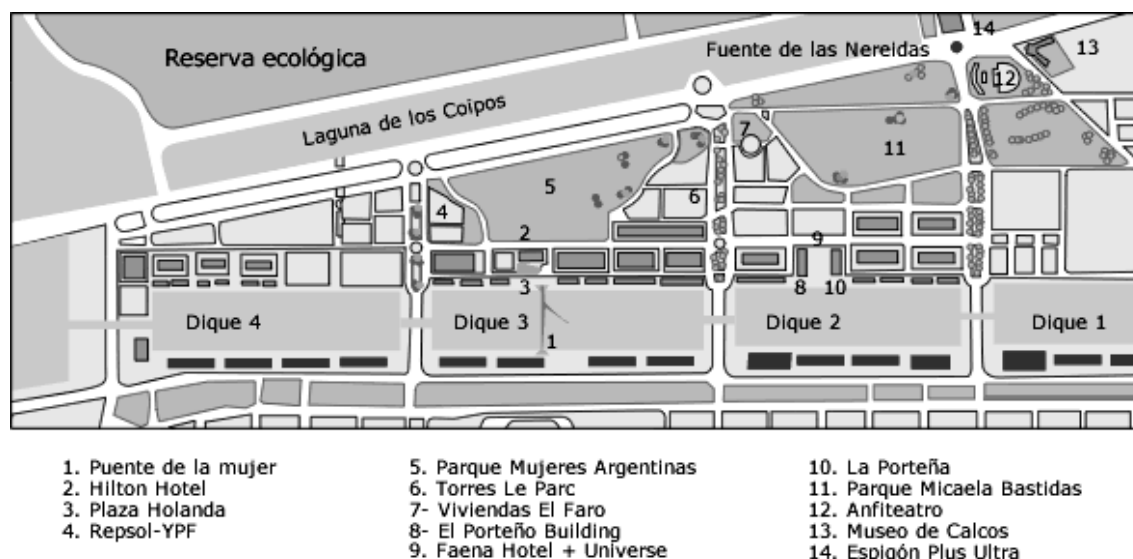 14
13
Reserva ecológica
Fuente de las Nereidas
12
Laguna de los Coipos
7
11
5
6
4
2
9
3
8
10
Dique 4
Dique 3
Dique 2
Dique 1
1
1. Puente de la mujer
2. Hilton Hotel
3. Plaza Holanda
4. Repsol-YPF
5. Parque Mujeres Argentinas
6. Torres Le Parc
7- Viviendas El Faro
8- El Porteño Building
9. Faena Hotel + Universe
10. La Porteña
11. Parque Micaela Bastidas
12. Anfiteatro
13. Museo de Calcos
14. Espigón Plus Ultra